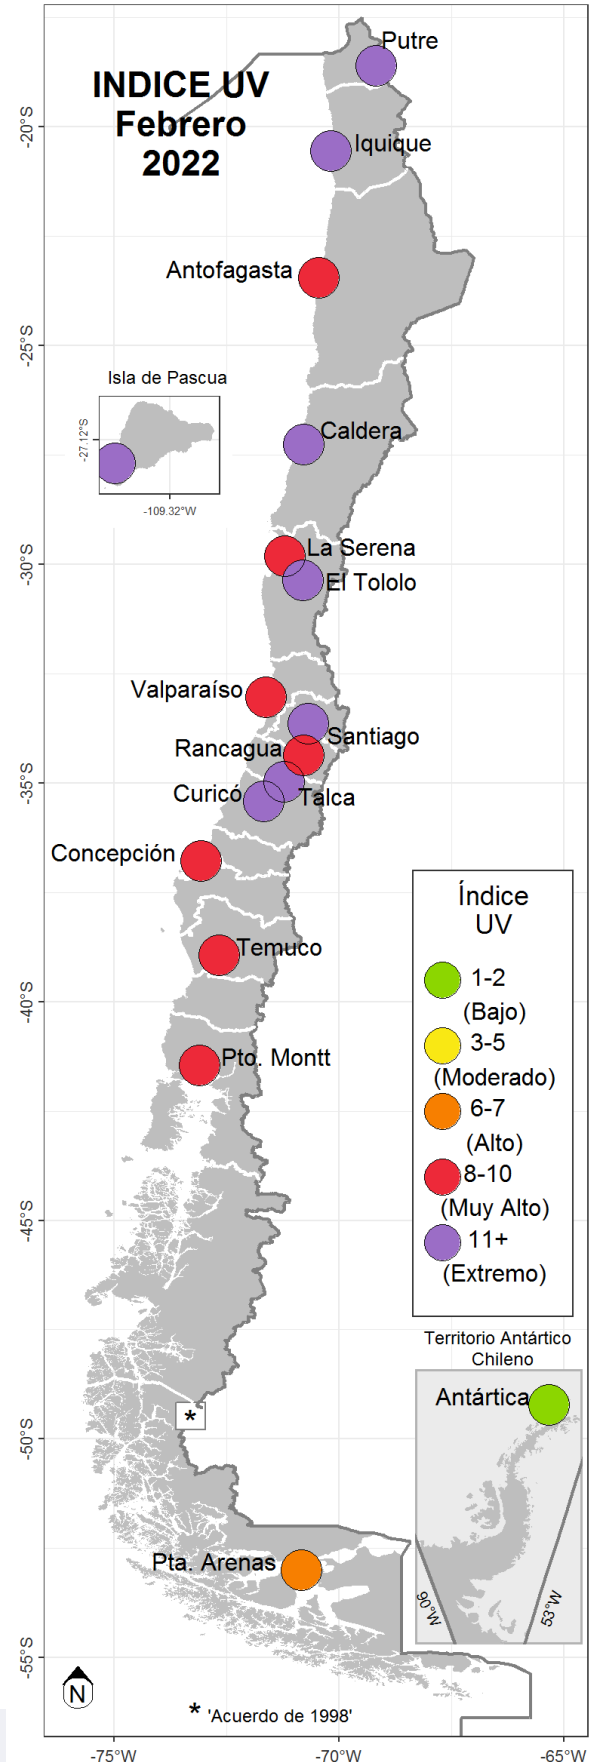 INDICE UV
Febrero
2022
Putre
Iquique
Antofagasta
Isla de Pascua
-27.12°S
-109.32°W
Caldera
La Serena
El Tololo
Valparaíso
Santiago
Rancagua
Curicó
Talca
Concepción
Temuco
Pto. Montt
Índice
UV
1-2
(Bajo)
3-5
(Moderado)
6-7
(Alto)
8-10
(Muy Alto)
11+
(Extremo)
Territorio Antártico
Chileno
Antártica
90°W
53°W
*
Pta. Arenas
N
* 'Acuerdo de 1998'
-20°S
-25°S
-30°S
-35°S
-40°S
-45°S
-50°S
-55°S
-75°W
-70°W
-65°W